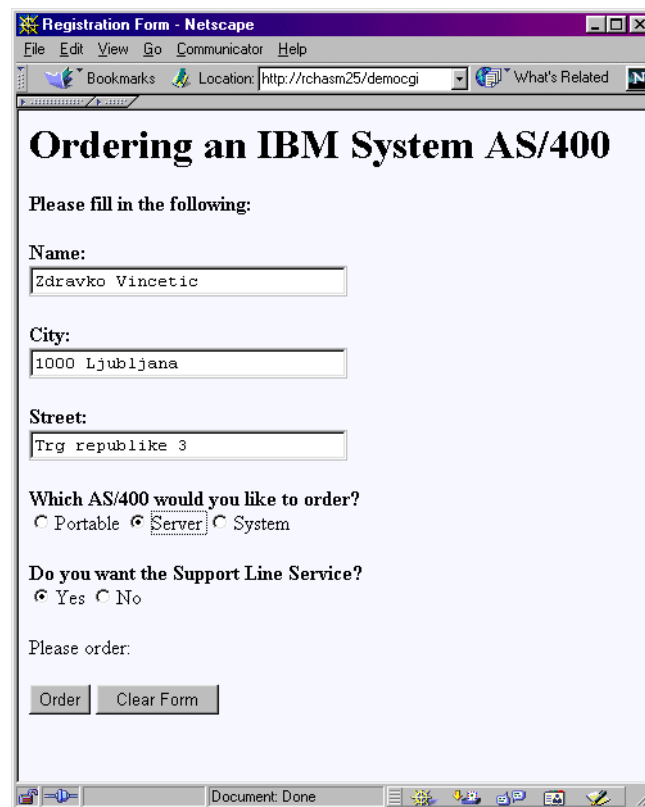 Registration Form - Netscape
File Edit View Go Communicator Help
Bookmarks Location: http://rchasm25/democgi What's Related N
Ordering an IBM System AS/400
Please fill in the following:
Name:
Zdravko Vincetic
City:
1000 Ljubljana
Street:
Trg republike 3
Which AS/400 would you like to order?
Portable Server System
Do you want the Support Line Service?
Yes No
Please order:
Order Clear Form
Document: Done